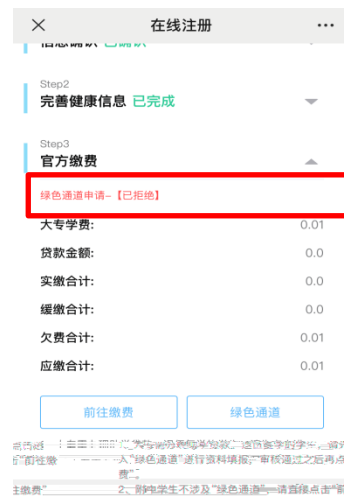 在线注册
Step2
完善健康信息 已完成
Step3
官方缴费
绿色通道申请–【已拒绝】
大专学费: 0.01
贷款金额: 0.0
实缴合计: 0.0
缓缴合计: 0.0
欠费合计: 0.01
应缴合计: 0.01
前往缴费 绿色通道
入"绿色通道"进行资料填报，审核通过之后再点
费"。
2、 学生不涉及"绿色通道"，请直接点击"前